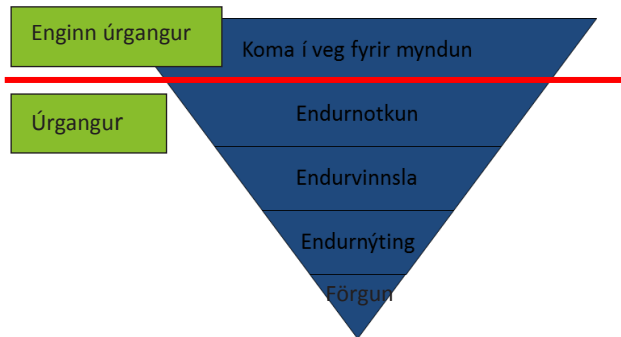 Enginn úrgangur
Koma í veg fyrir myndun
Úrgangur
Endurnotkun
Endurvinnsla
Endurnýting
Förgun